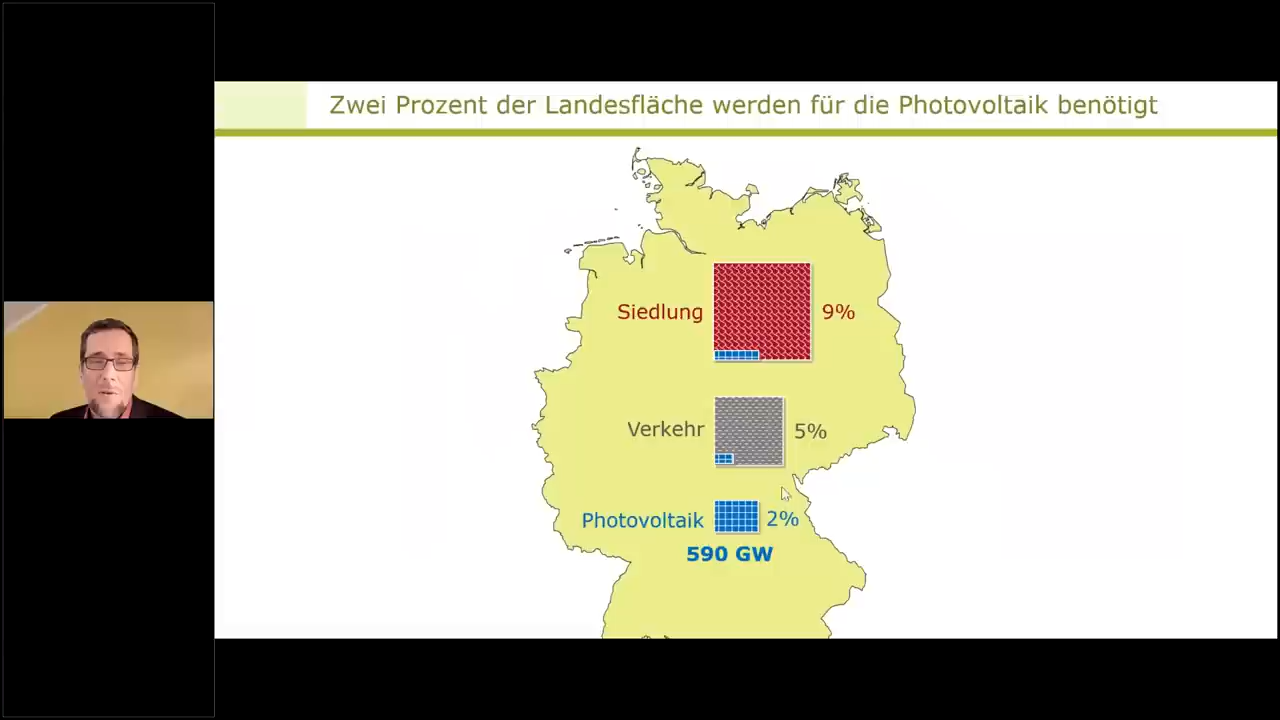 Zwei Prozent der Landesfläche werden für die Photovoltaik benötigt
Siedlung 9%
Verkehr 5%
Photovoltaik 2%
590 GW